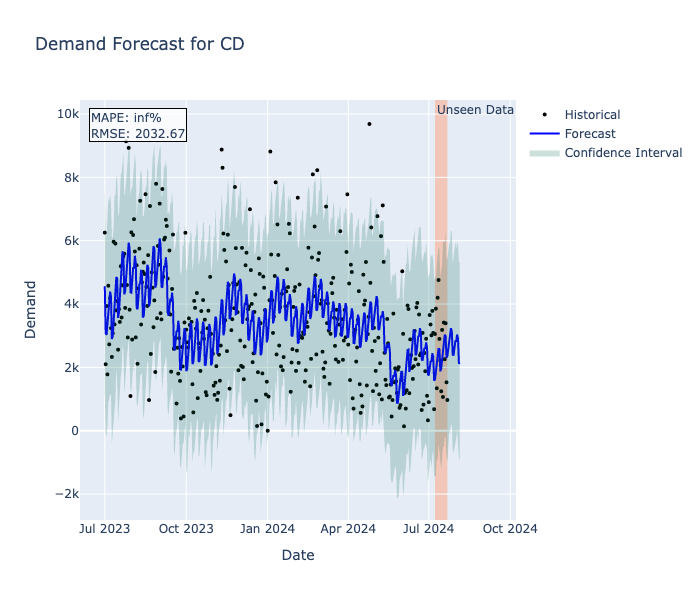 Demand Forecast for CD
MAPE: inf%
RMSE: 2032.67
Unseen Data
Historical
Forecast
Confidence Interval
10k
8k
6k
4k
2k
0
−2k
Demand
Jul 2023
Oct 2023
Jan 2024
Apr 2024
Jul 2024
Oct 2024
Date